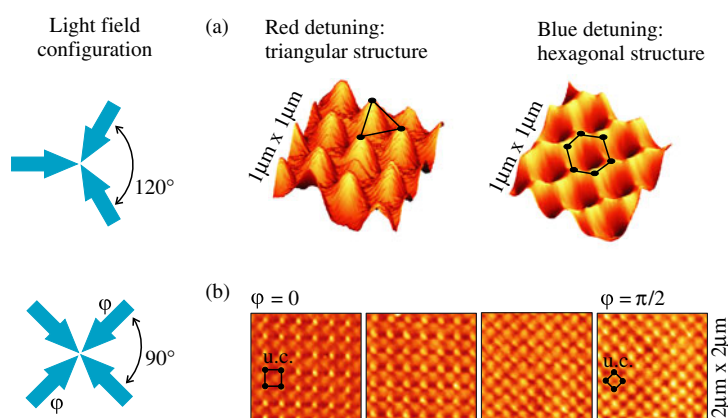 Light field
configuration
(a)
Red detuning:
triangular structure
Blue detuning:
hexagonal structure
1μm x 1μm
1μm x 1μm
120°
(b)
φ = 0
φ = π/2
φ
90°
φ
u.c.
u.c.
2μm x 2μm